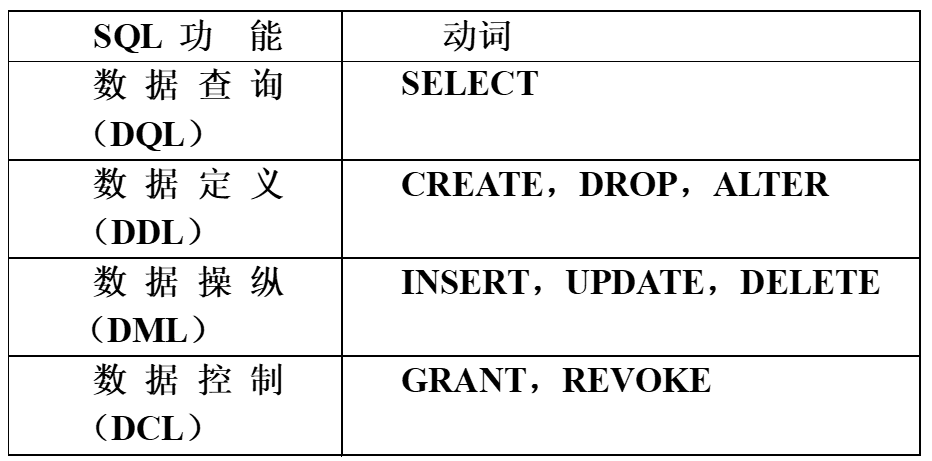 SQL 功 能 动词
数 据 查 询 SELECT
（DQL）
数 据 定 义 CREATE，DROP，ALTER
（DDL）
数 据 操 纵 INSERT，UPDATE，DELETE
（DML）
数 据 控 制 GRANT，REVOKE
（DCL）